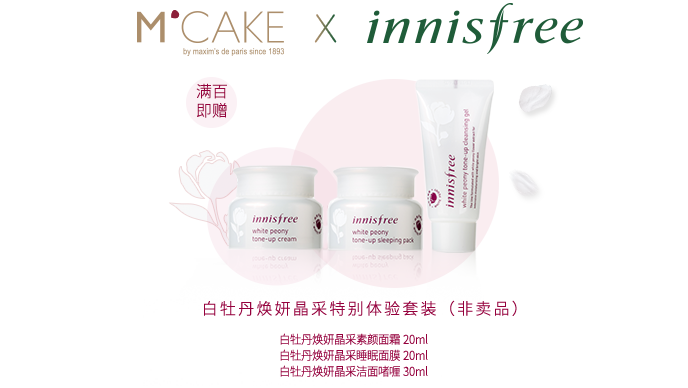 M'CAKE X innisfree
by maxim's de paris since 1893
满百
即赠
innisfree
white peony
tone-up cream
innisfree
white peony
tone-up sleeping pack
innisfree
white peony tone-up cleansing gel
白牡丹焕妍晶采特别体验套装（非卖品）
白牡丹焕妍晶采素颜面霜 20ml
白牡丹焕妍晶采睡眠面膜 20ml
白牡丹焕妍晶采洁面啫喱 30ml